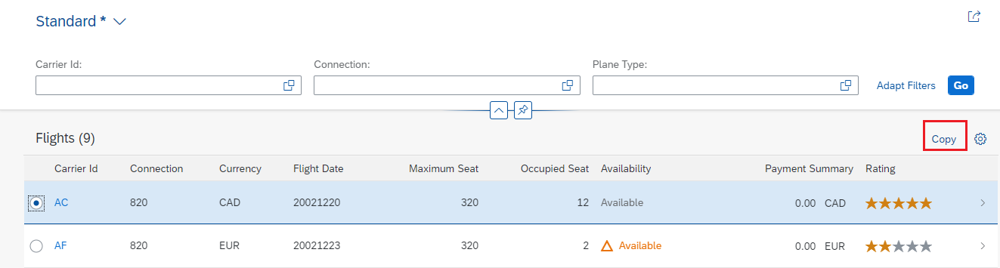 Standard *
Carrier Id: Connection: Plane Type:
Adapt Filters Go
Flights (9) Copy
Carrier Id Connection Currency Flight Date Maximum Seat Occupied Seat Availability Payment Summary Rating
AC 820 CAD 20021220 320 12 Available 0.00 CAD
AF 820 EUR 20021223 320 2 Available 0.00 EUR